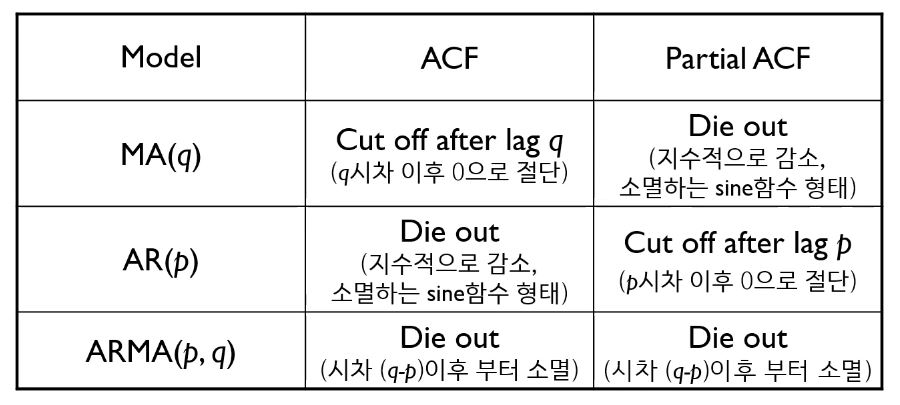 Model
ACF
Partial ACF
MA(q)
Cut off after lag q
(q시차 이후 0으로 절단)
Die out
(지수적으로 감소,
소멸하는 sine함수 형태)
AR(p)
Die out
(지수적으로 감소,
소멸하는 sine함수 형태)
Cut off after lag p
(p시차 이후 0으로 절단)
ARMA(p, q)
Die out
(시차 (q-p)이후 부터 소멸)
Die out
(시차 (q-p)이후 부터 소멸)